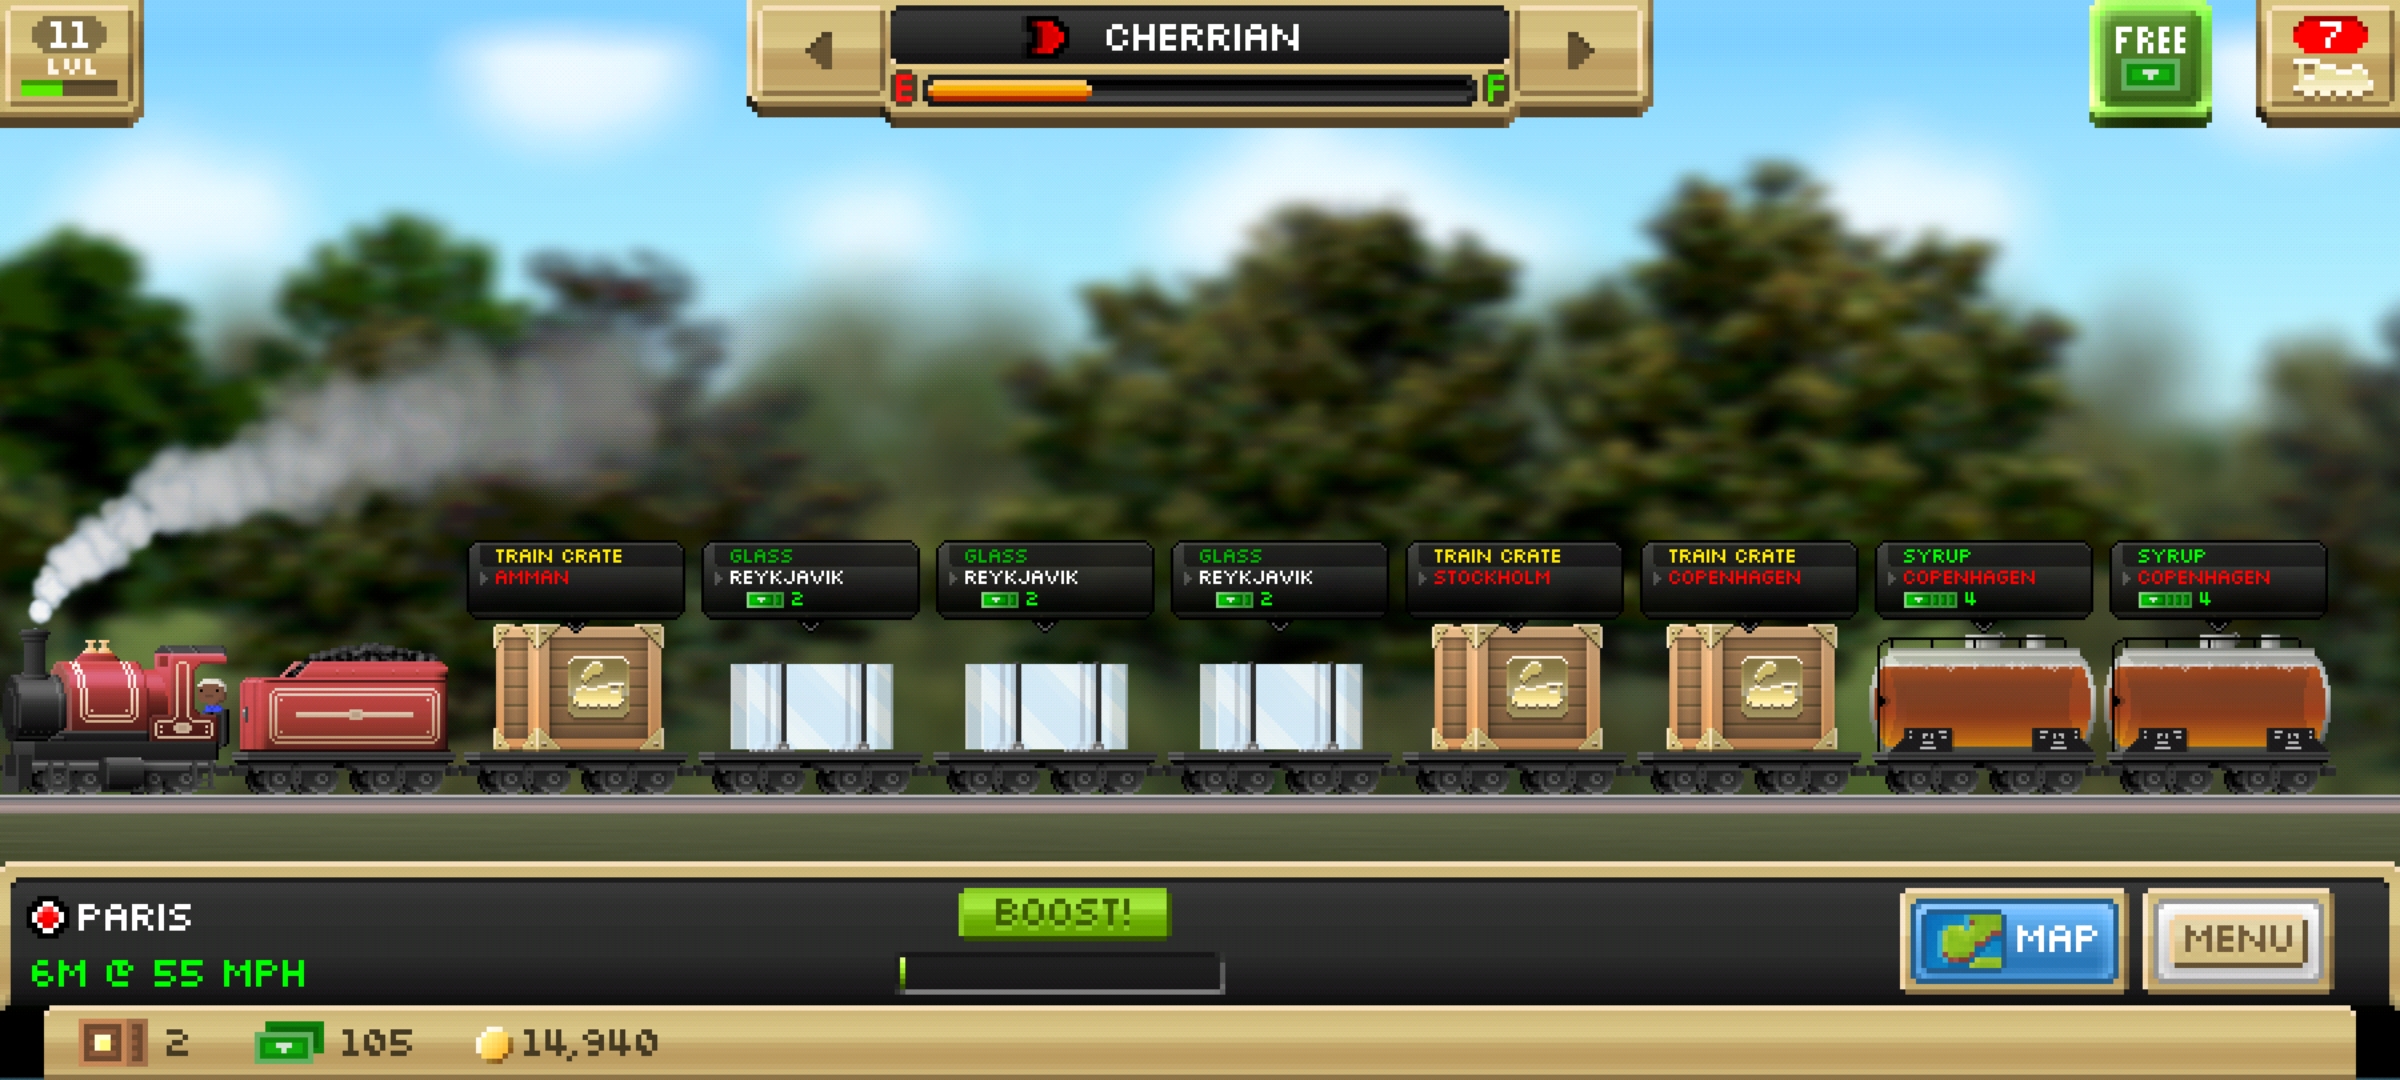 11
LVL
CHERRIAN
E F
FREE
7
TRAIN CRATE
AMMAN
GLASS
REYKJAVIK
2
GLASS
REYKJAVIK
2
GLASS
REYKJAVIK
2
TRAIN CRATE
STOCKHOLM
TRAIN CRATE
COPENHAGEN
SYRUP
COPENHAGEN
4
SYRUP
COPENHAGEN
4
PARIS
6M @ 55 MPH
BOOST!
MAP
MENU
2
105
14,940